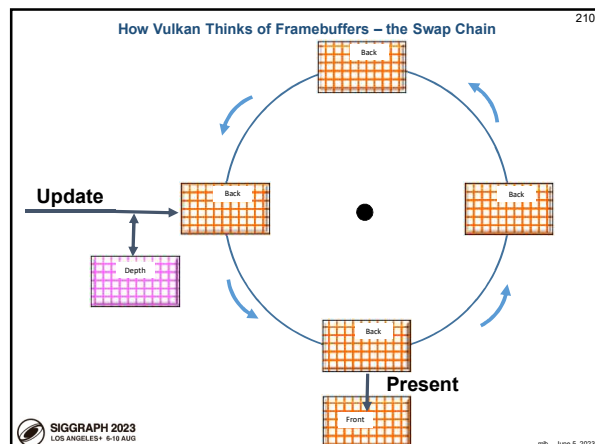 210
How Vulkan Thinks of Framebuffers – the Swap Chain
Back
Update
Back
Back
Depth
Back
Present
Front
SIGGRAPH 2023
LOS ANGELES+ 6-10 AUG
mjb – June 5, 2023